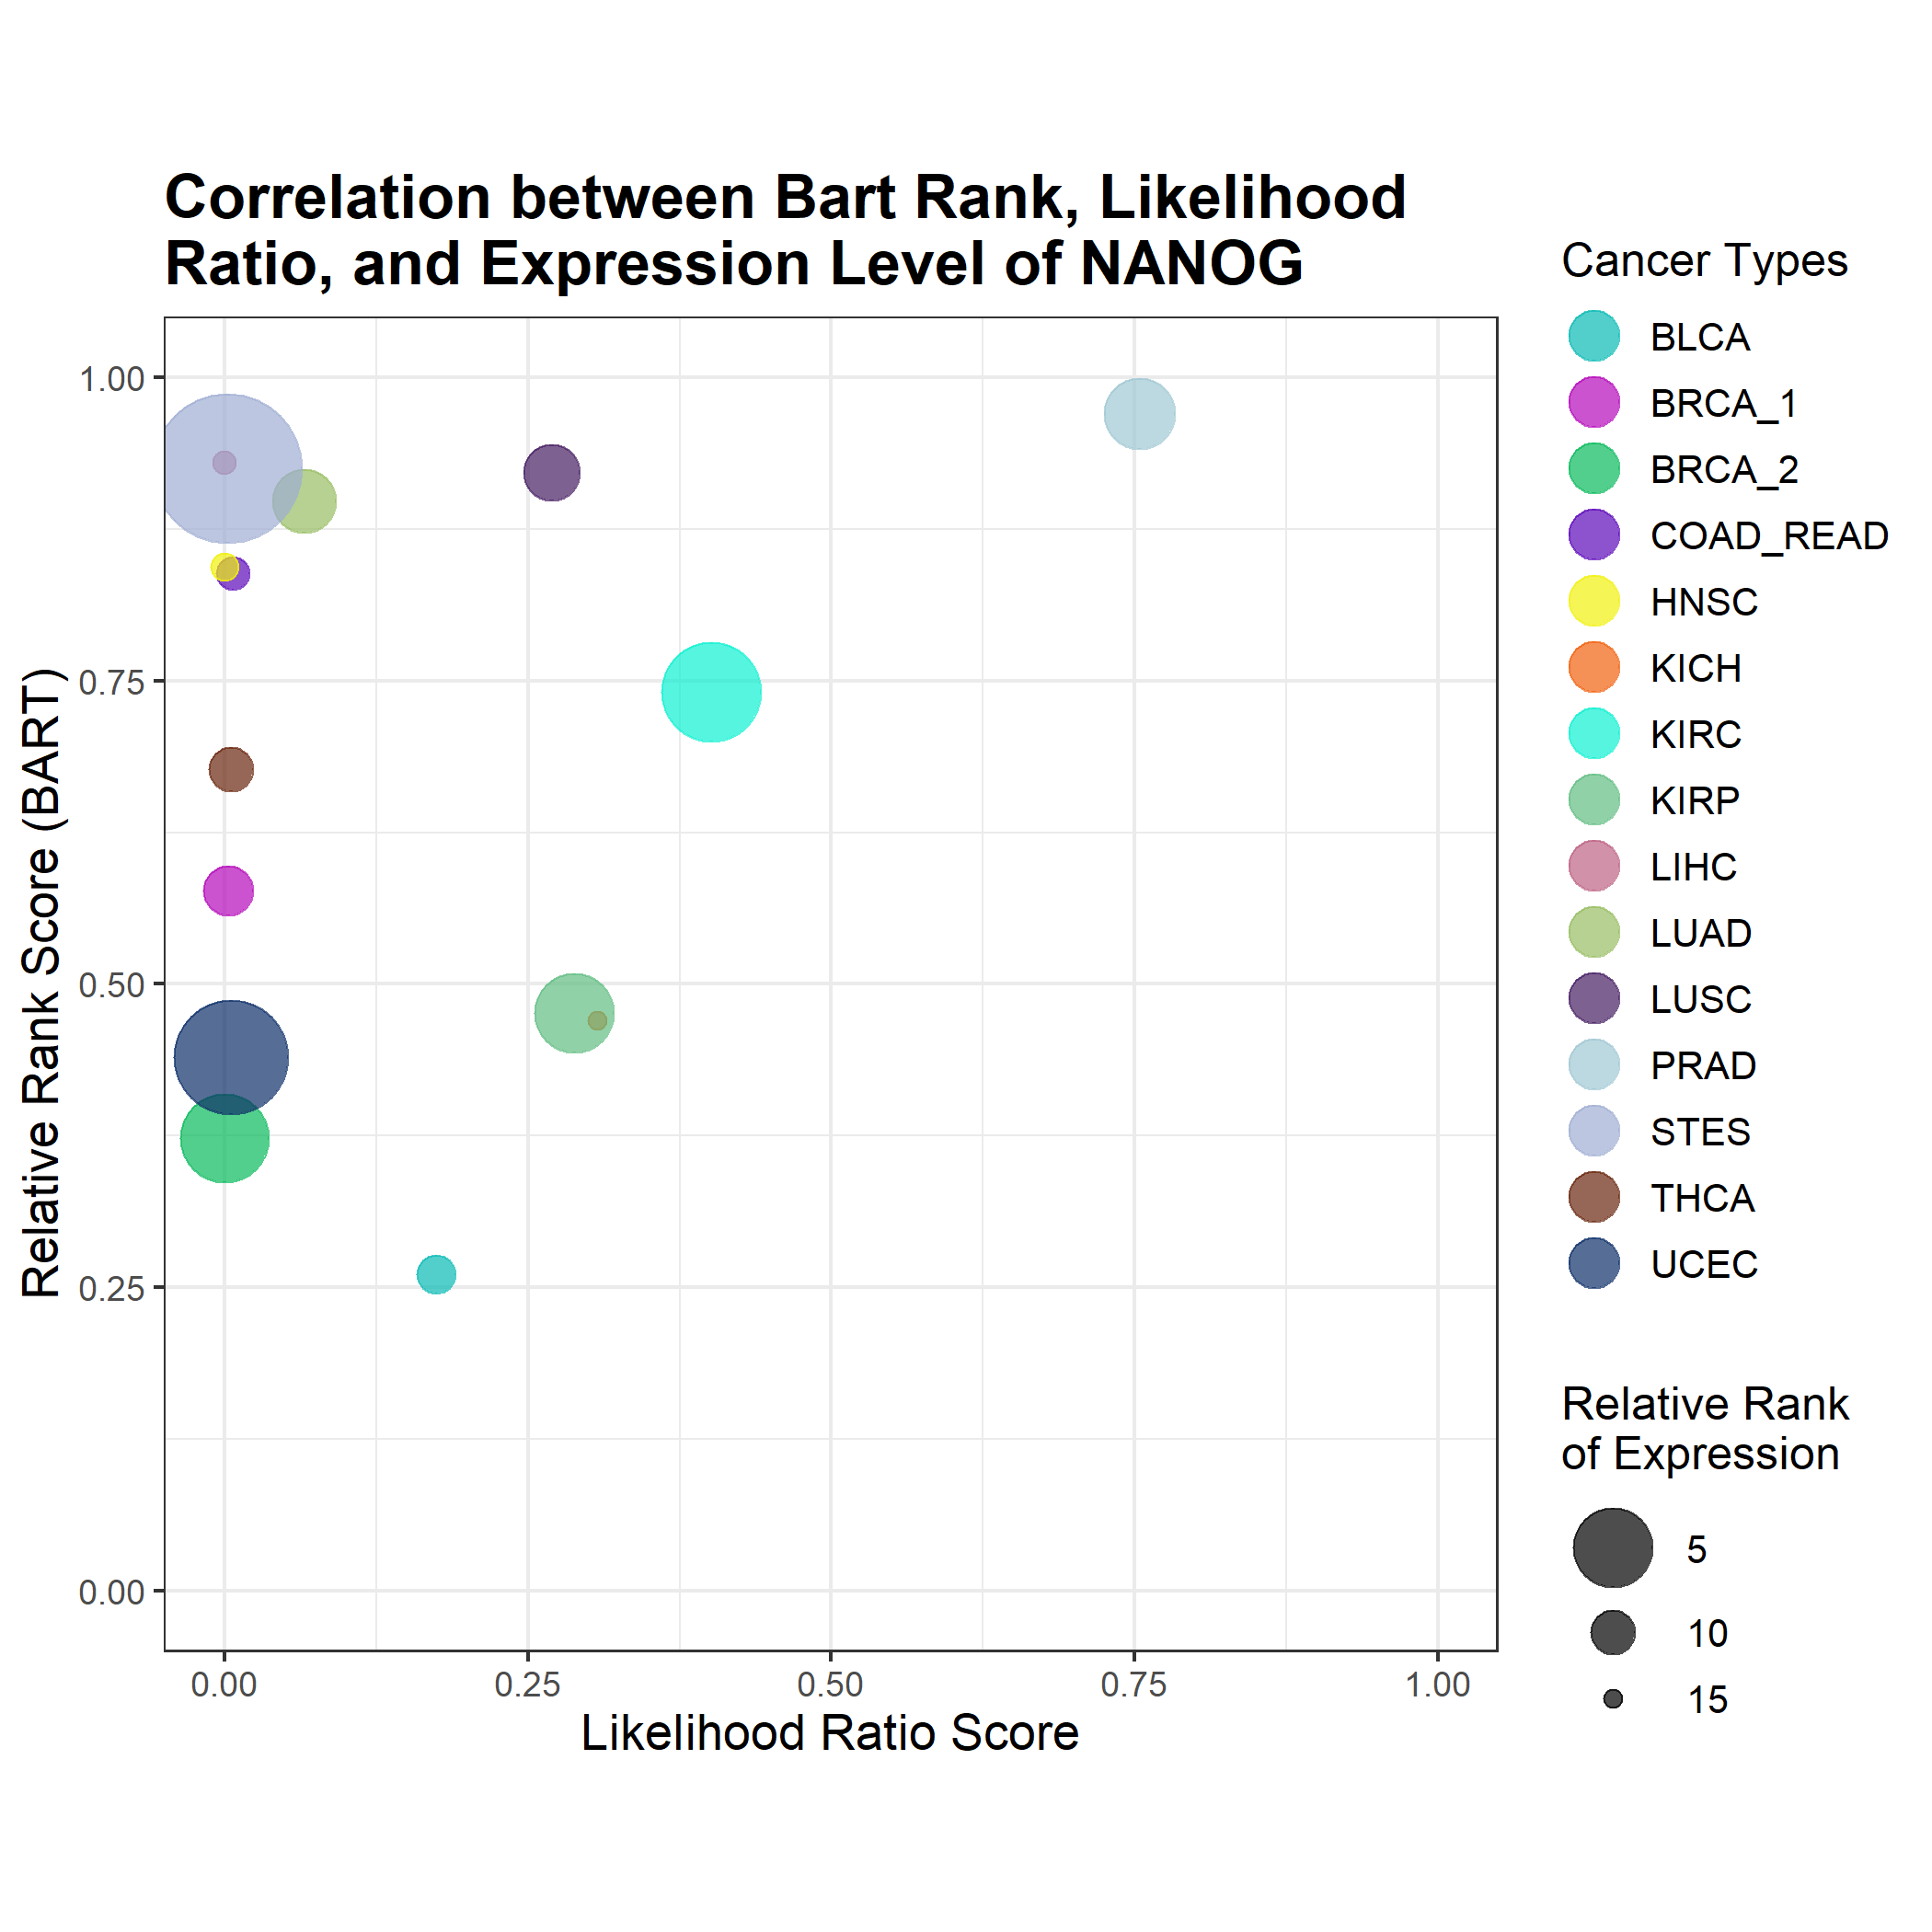 Correlation between Bart Rank, Likelihood
Ratio, and Expression Level of NANOG
Relative Rank Score (BART)
1.00
0.75
0.50
0.25
0.00
0.00
0.25
0.50
0.75
1.00
Likelihood Ratio Score
Cancer Types
BLCA
BRCA_1
BRCA_2
COAD_READ
HNSC
KICH
KIRC
KIRP
LIHC
LUAD
LUSC
PRAD
STES
THCA
UCEC
Relative Rank
of Expression
5
10
15